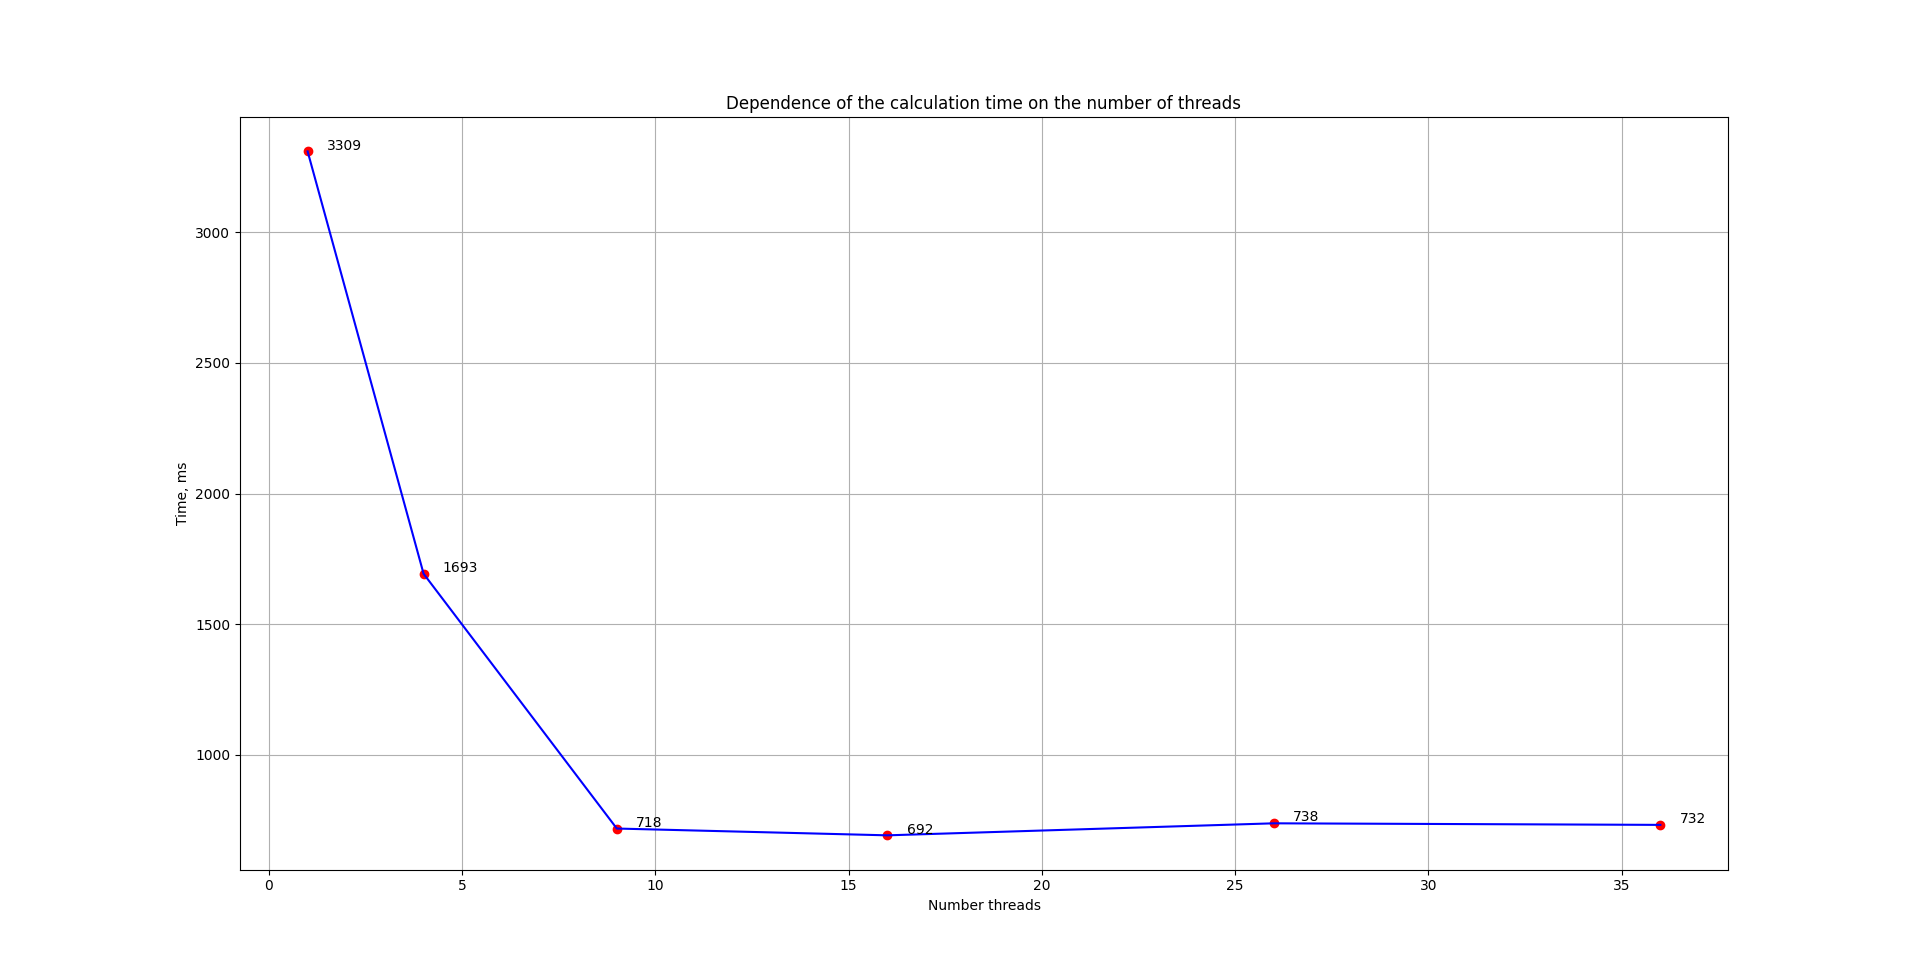 Dependence of the calculation time on the number of threads
3309
3000
2500
Time, ms
2000
1693
1500
1000
718
692
738
732
0 5 10 15 20 25 30 35
Number threads